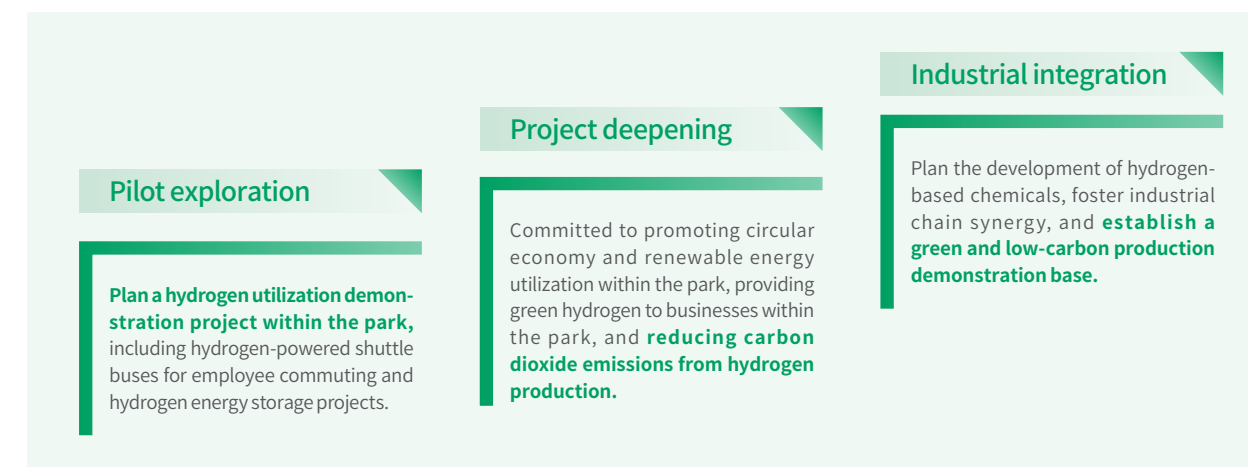 Pilot exploration
Plan a hydrogen utilization demon-
stration project within the park,
including hydrogen-powered shuttle
buses for employee commuting and
hydrogen energy storage projects.
Project deepening
Committed to promoting circular
economy and renewable energy
utilization within the park, providing
green hydrogen to businesses within
the park, and reducing carbon
dioxide emissions from hydrogen
production.
Industrial integration
Plan the development of hydrogen-
based chemicals, foster industrial
chain synergy, and establish a
green and low-carbon production
demonstration base.